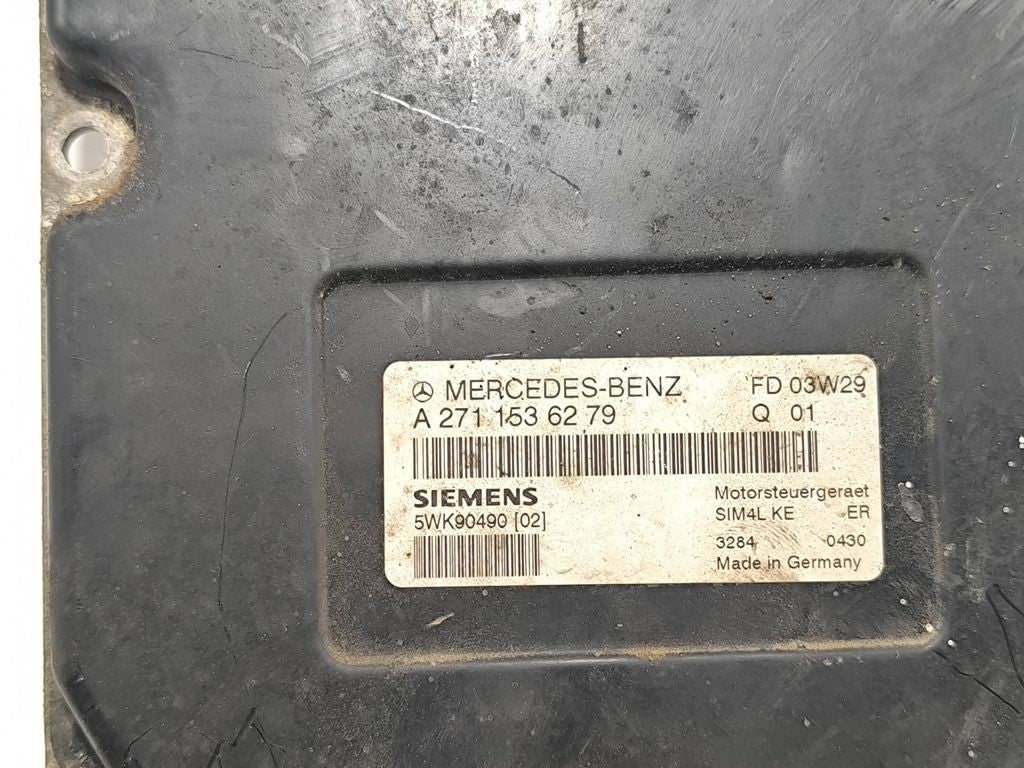 MERCEDES-BENZ FD 03W29
A 271 153 62 79 Q 01
SIEMENS
Motorsteuergeraet
5WK90490 [02] SIM4L KE ER
3284 0430
Made in Germany